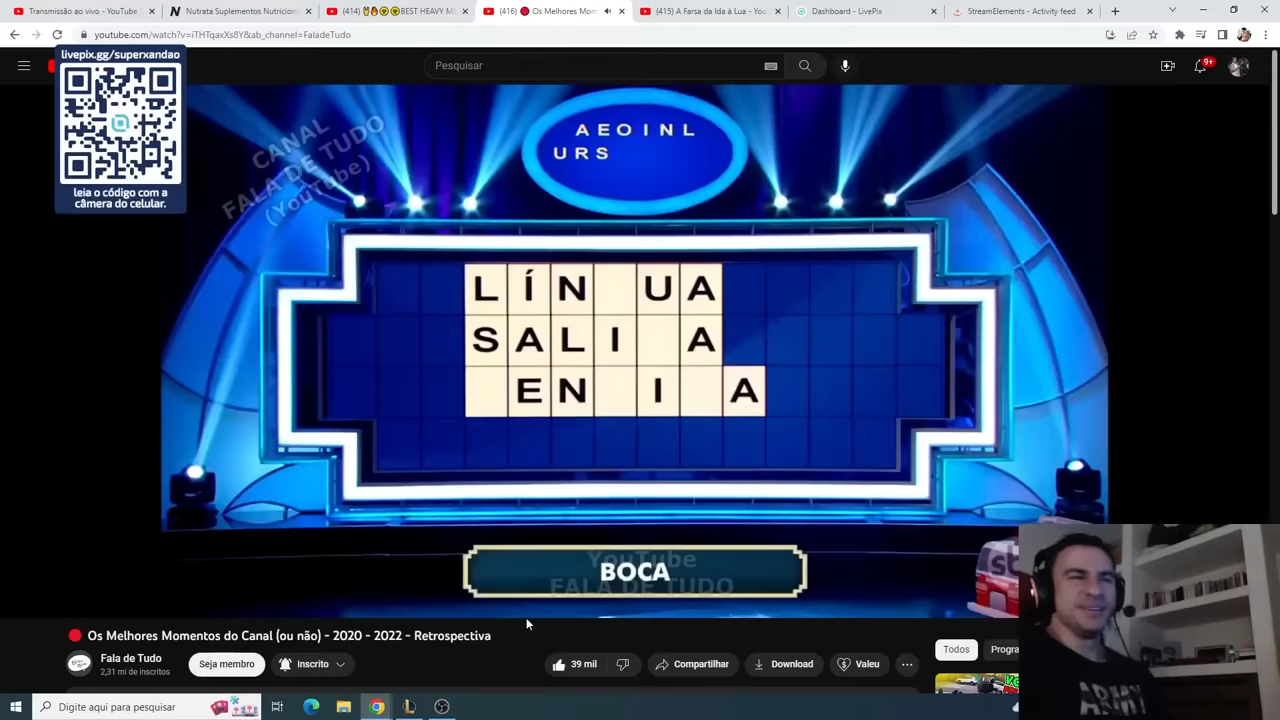 (414) 🤘🔥☢️☢️BEST HEAVY M
(416) 🔴 Os Melhores Mom
(415) A Farsa da Ida à Lua - You
Transmissão ao vivo - YouTube
Nutrata Suplementos Nutricion
Dashboard - LivePix
StreamElements - Activity feed
youtube.com/watch?v=iTHTqaxXs8Y&ab_channel=FaladeTudo
livepix.gg/superxandao
Pesquisar
9+
leia o código com a
câmera do celular.
CANAL
FALA DE TUDO
(YouTube)
A E O I N L
U R S
L Í N U A
S A L I A
E N I A
YouTube
BOCA
FALA DE TUDO
Os Melhores Momentos do Canal (ou não) - 2020 - 2022 - Retrospectiva
Fala de Tudo
2,31 mi de inscritos
Seja membro
Inscrito
39 mil
Compartilhar
Download
Valeu
Todos
Progra
ARMY
Digite aqui para pesquisar